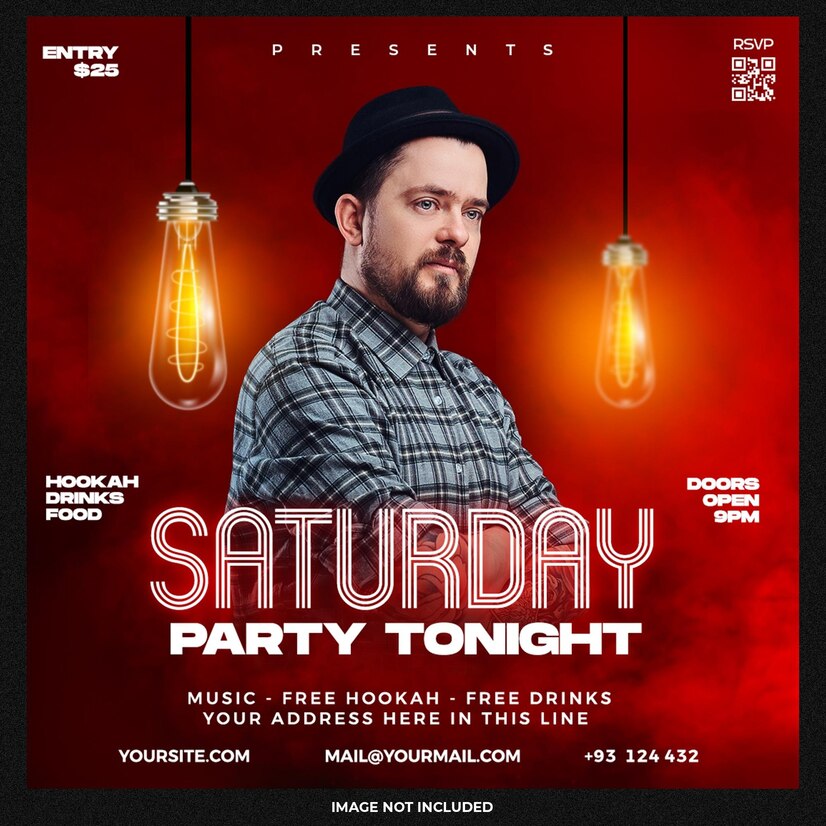 ENTRY
$25
PRESENTS
RSVP
HOOKAH
DRINKS
FOOD
DOORS
OPEN
9PM
SATURDAY
PARTY TONIGHT
MUSIC - FREE HOOKAH - FREE DRINKS
YOUR ADDRESS HERE IN THIS LINE
YOURSITE.COM MAIL@YOURMAIL.COM +93 124 432
IMAGE NOT INCLUDED